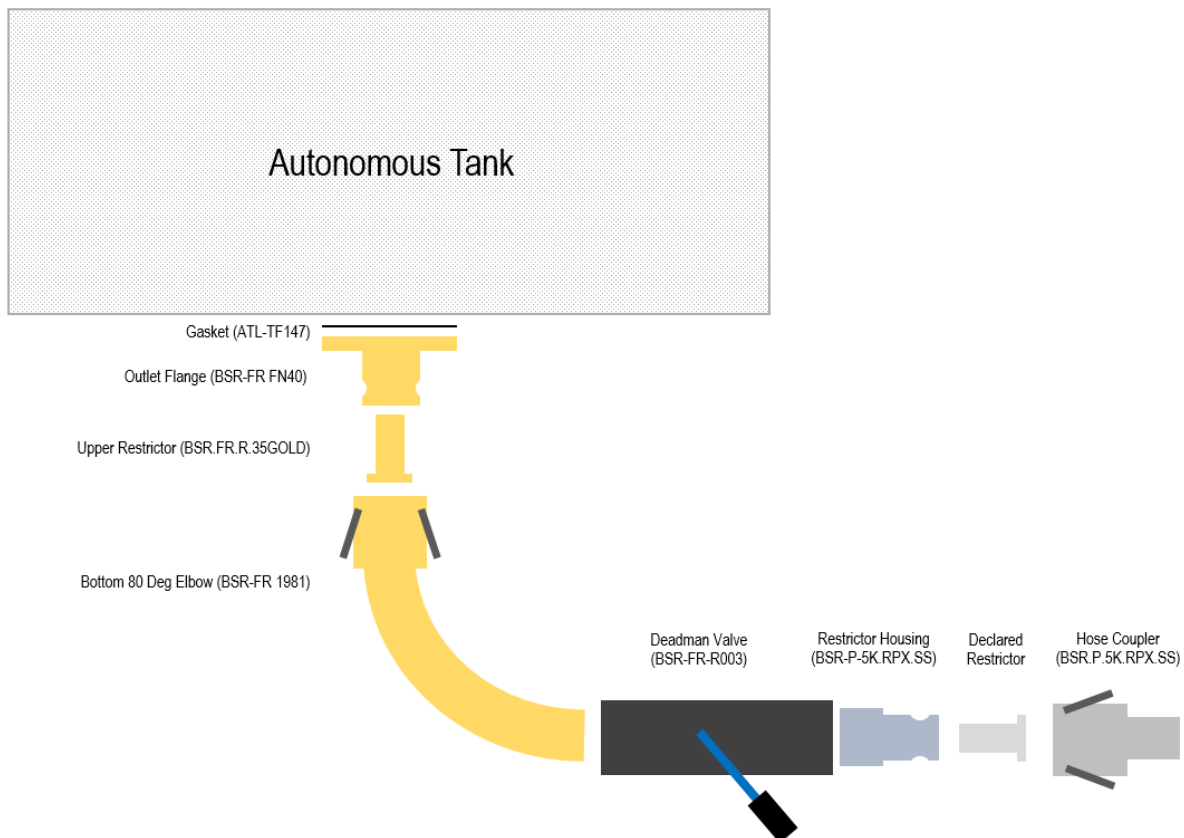 Autonomous Tank
Gasket (ATL-TF147)
Outlet Flange (BSR-FR FN40)
Upper Restrictor (BSR.FR.R.35GOLD)
Bottom 80 Deg Elbow (BSR-FR 1981)
Deadman Valve
(BSR-FR-R003)
Restrictor Housing
(BSR-P-5K.RPX.SS)
Declared
Restrictor
Hose Coupler
(BSR.P.5K.RPX.SS)